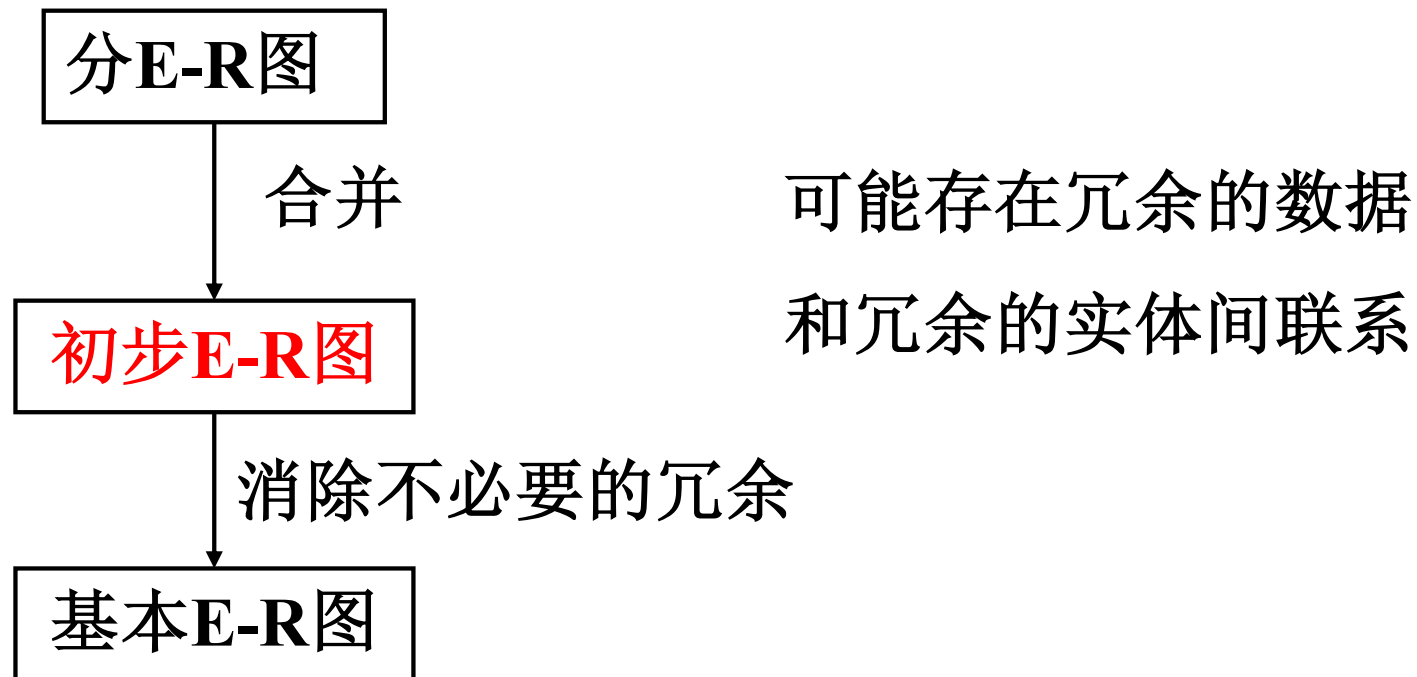 分E-R图
合并
可能存在冗余的数据
和冗余的实体间联系
初步E-R图
消除不必要的冗余
基本E-R图